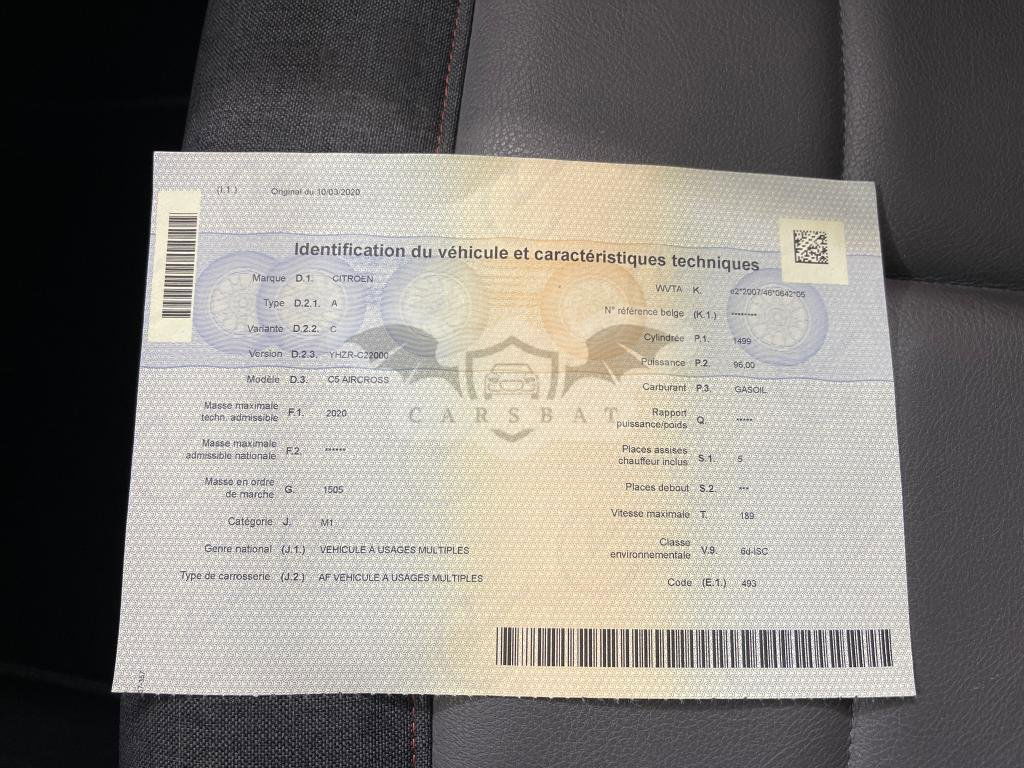 (I.1.) Original du 10/03/2020
Identification du véhicule et caractéristiques techniques
Marque D.1. CITROEN
Type D.2.1. A
Variante D.2.2. C
Version D.2.3. YHZR-C22000
Modèle D.3. C5 AIRCROSS
Masse maximale
techn. admissible F.1. 2020
Masse maximale
admissible nationale F.2. ******
Masse en ordre
de marche G. 1505
Catégorie J. M1
Genre national (J.1.) VEHICULE A USAGES MULTIPLES
Type de carrosserie (J.2.) AF VEHICULE A USAGES MULTIPLES
WVTA K. e2*2007/46*0642*05
N° référence belge (K.1.) ********
Cylindrée P.1. 1499
Puissance P.2. 96,00
Carburant P.3. GASOIL
Rapport
puissance/poids Q. *****
Places assises
chauffeur inclus S.1. 5
Places debout S.2. ***
Vitesse maximale T. 189
Classe
environnementale V.9. 6d-ISC
Code (E.1.) 493
CARSBAT